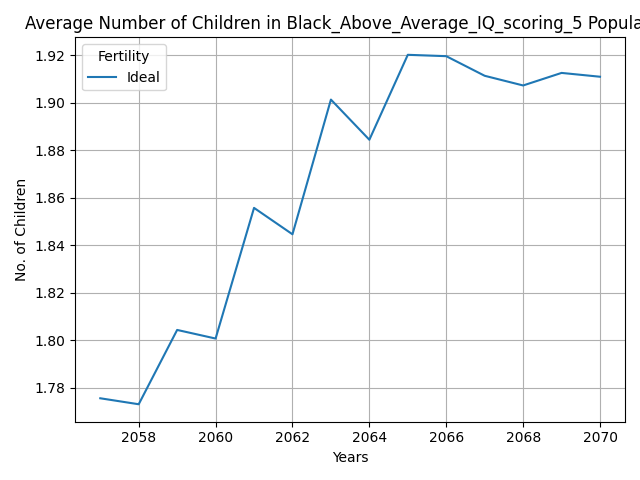 Average Number of Children in Black_Above_Average_IQ_scoring_5 Popula
Fertility
Ideal
1.92
1.90
1.88
1.86
1.84
1.82
1.80
1.78
No. of Children
2058 2060 2062 2064 2066 2068 2070
Years